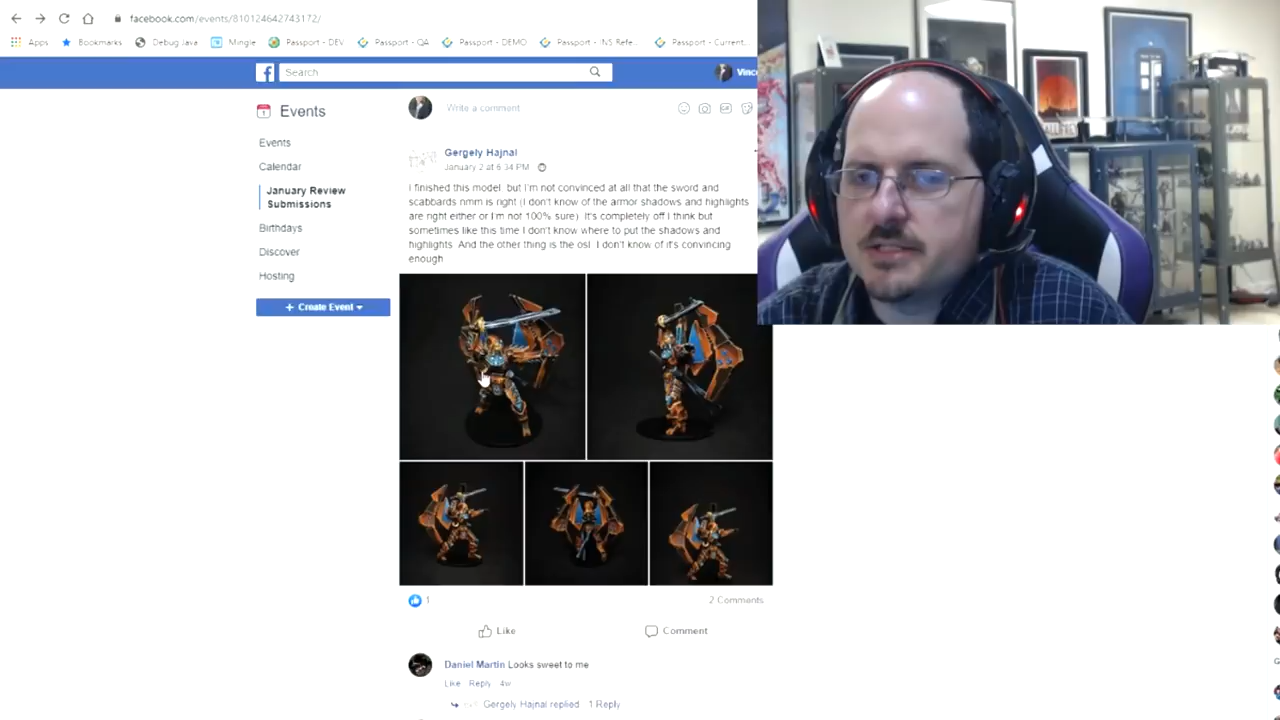 facebook.com/events/810124642743172/
Apps Bookmarks Debug Java Mingle Passport - DEV Passport - QA Passport - DEMO Passport - INS Refe... Passport - Current...
Search
Vinc
Events
Write a comment
Events
Calendar
January Review
Submissions
Birthdays
Discover
Hosting
+ Create Event
Gergely Hajnal
January 2 at 6:34 PM
I finished this model but I'm not convinced at all that the sword and
scabbards nmm is right (I don't know of the armor shadows and highlights
are right either or I'm not 100% sure) It's completely off I think but
sometimes like this time I don't know where to put the shadows and
highlights And the other thing is the osl I don't know of it's convincing
enough
1
2 Comments
Like
Comment
Daniel Martin Looks sweet to me
Like Reply 4w
Gergely Hajnal replied 1 Reply